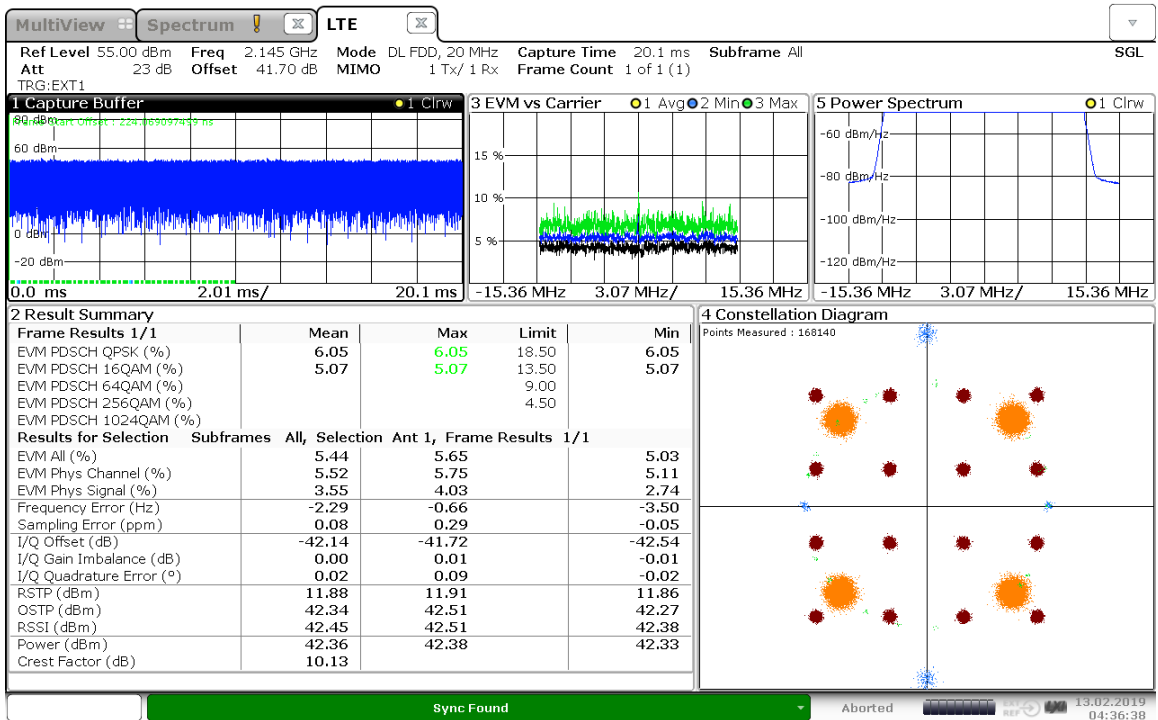 MultiView Spectrum ! X LTE X
Ref Level 55.00 dBm Freq 2.145 GHz Mode DL FDD, 20 MHz Capture Time 20.1 ms Subframe All SGL
Att 23 dB Offset 41.70 dB MIMO 1 Tx/ 1 Rx Frame Count 1 of 1 (1)
TRG:EXT1
1 Capture Buffer 1 Clrw
80 dBm
Frame Start Offset : 224.069097499 ns
60 dBm
0 dBm
-20 dBm
0.0 ms 2.01 ms/ 20.1 ms
3 EVM vs Carrier 1 Avg 2 Min 3 Max
15 %
10 %
5 %
-15.36 MHz 3.07 MHz/ 15.36 MHz
5 Power Spectrum 1 Clrw
-60 dBm/Hz
-80 dBm/Hz
-100 dBm/Hz
-120 dBm/Hz
-15.36 MHz 3.07 MHz/ 15.36 MHz
2 Result Summary
Frame Results 1/1 Mean Max Limit Min
EVM PDSCH QPSK (%) 6.05 6.05 18.50 6.05
EVM PDSCH 16QAM (%) 5.07 5.07 13.50 5.07
EVM PDSCH 64QAM (%) 9.00
EVM PDSCH 256QAM (%) 4.50
EVM PDSCH 1024QAM (%)
Results for Selection Subframes All, Selection Ant 1, Frame Results 1/1
EVM All (%) 5.44 5.65 5.03
EVM Phys Channel (%) 5.52 5.75 5.11
EVM Phys Signal (%) 3.55 4.03 2.74
Frequency Error (Hz) -2.29 -0.66 -3.50
Sampling Error (ppm) 0.08 0.29 -0.05
I/Q Offset (dB) -42.14 -41.72 -42.54
I/Q Gain Imbalance (dB) 0.00 0.01 -0.01
I/Q Quadrature Error (°) 0.02 0.09 -0.02
RSTP (dBm) 11.88 11.91 11.86
OSTP (dBm) 42.34 42.51 42.27
RSSI (dBm) 42.45 42.51 42.38
Power (dBm) 42.36 42.38 42.33
Crest Factor (dB) 10.13
4 Constellation Diagram
Points Measured : 168140
Sync Found Aborted EXT REF 13.02.2019
04:36:38